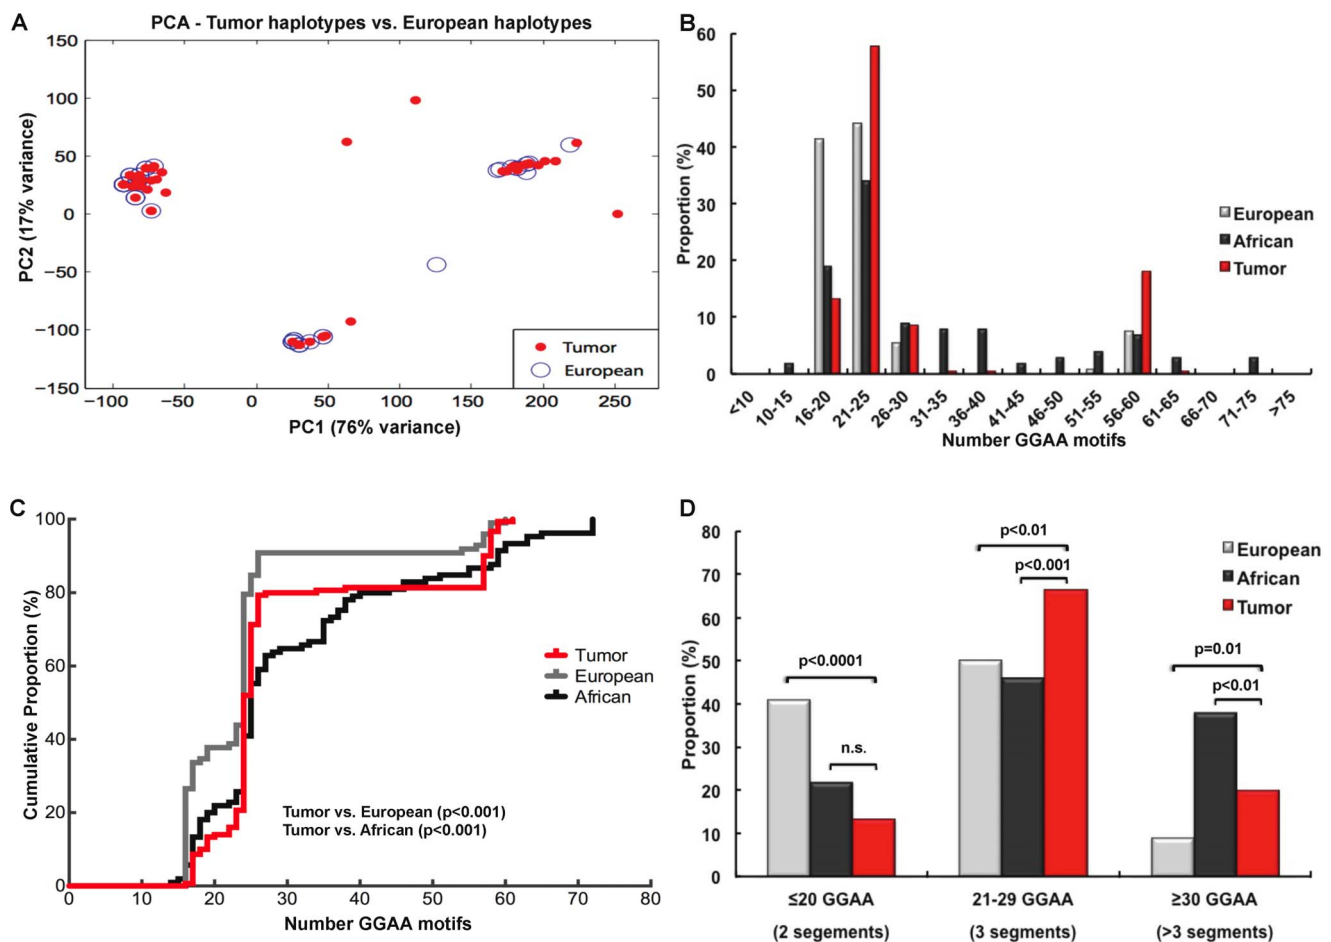 A
PCA - Tumor haplotypes vs. European haplotypes
150
100
50
0
−50
−100
−150
PC2 (17% variance)
−100
−50
0
50
100
150
200
250
PC1 (76% variance)
Tumor
European
B
60
50
40
30
20
10
0
Proportion (%)
European
African
Tumor
<10
10-15
16-20
21-25
26-30
31-35
36-40
41-45
46-50
51-55
56-60
61-65
66-70
71-75
>75
Number GGAA motifs
C
100
80
60
40
20
0
Cumulative Proportion (%)
Tumor
European
African
Tumor vs. European (p<0.001)
Tumor vs. African (p<0.001)
0
10
20
30
40
50
60
70
80
Number GGAA motifs
D
80
70
60
50
40
30
20
10
0
Proportion (%)
p<0.01
p<0.001
p<0.0001
n.s.
p=0.01
p<0.01
European
African
Tumor
≤20 GGAA
21-29 GGAA
≥30 GGAA
(2 segements)
(3 segments)
(>3 segments)